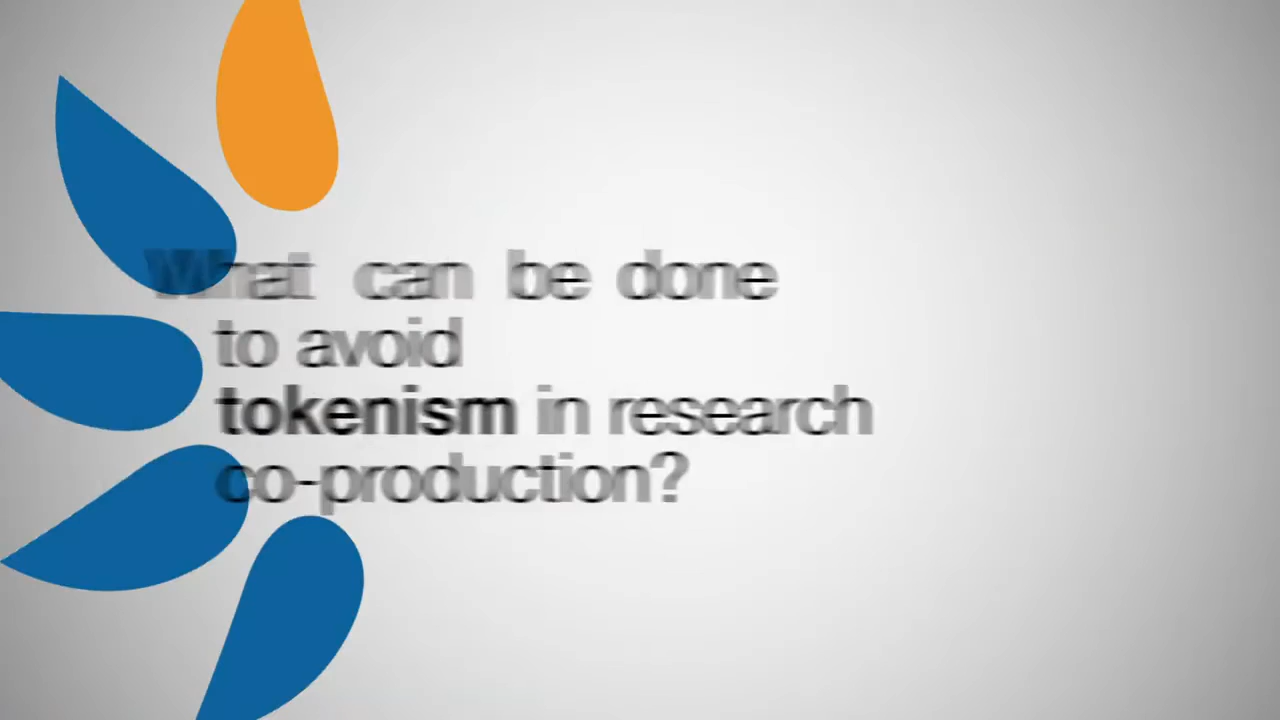 What can be done
to avoid
tokenism in research
co-production?